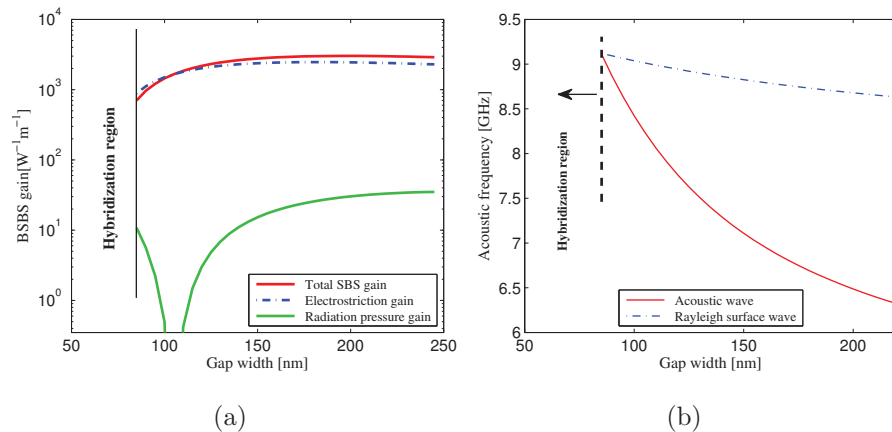 10^4
10^3
10^2
10^1
10^0
BSBS gain[W^-1m^-1]
Hybridization region
Total SBS gain
Electrostriction gain
Radiation pressure gain
50 100 150 200 250
Gap width [nm]
(a)
9.5
9
8.5
8
7.5
7
6.5
6
Acoustic frequency [GHz]
Hybridization region
Acoustic wave
Rayleigh surface wave
50 100 150 200
Gap width [nm]
(b)